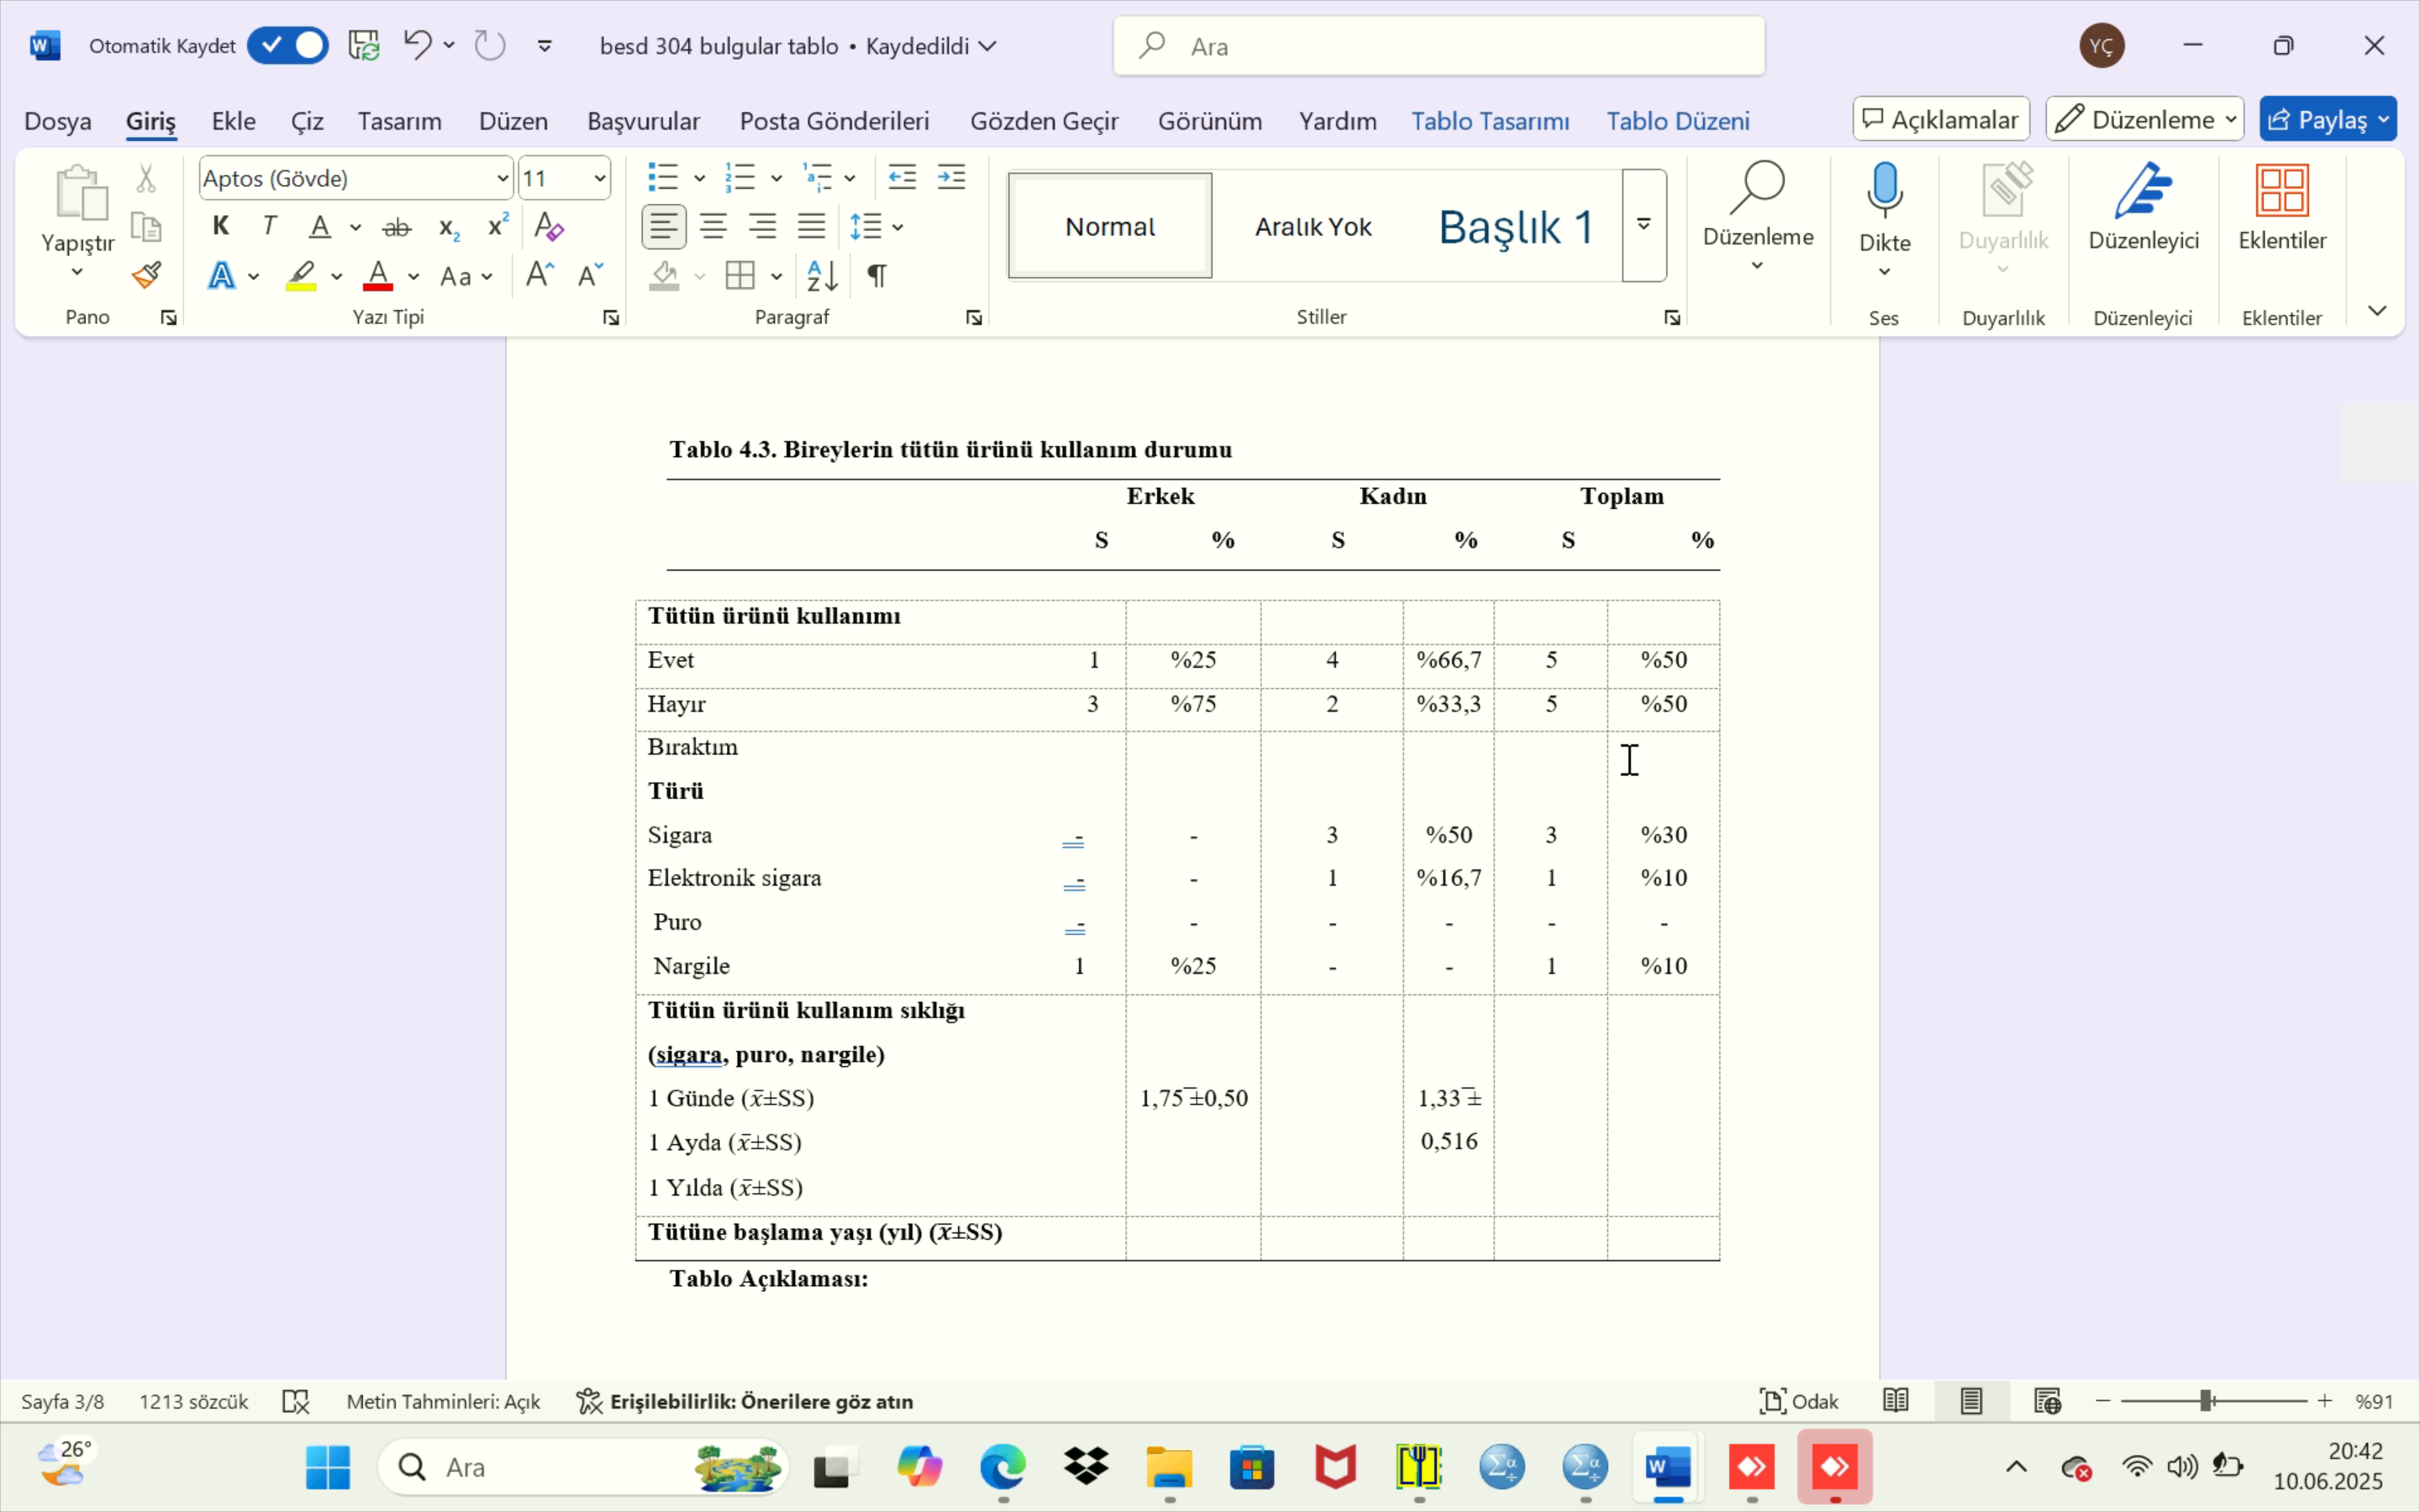 Otomatik Kaydet besd 304 bulgular tablo • Kaydedildi Ara YÇ
Dosya Giriş Ekle Çiz Tasarım Düzen Başvurular Posta Gönderileri Gözden Geçir Görünüm Yardım Tablo Tasarımı Tablo Düzeni Açıklamalar Düzenleme Paylaş
Yapıştır Aptos (Gövde) 11 Normal Aralık Yok Başlık 1 Düzenleme Dikte Duyarlılık Düzenleyici Eklentiler
Pano Yazı Tipi Paragraf Stiller Ses Duyarlılık Düzenleyici Eklentiler
Tablo 4.3. Bireylerin tütün ürünü kullanım durumu
Erkek Kadın Toplam
S % S % S %
Tütün ürünü kullanımı
Evet 1 %25 4 %66,7 5 %50
Hayır 3 %75 2 %33,3 5 %50
Bıraktım
Türü
Sigara - - 3 %50 3 %30
Elektronik sigara - - 1 %16,7 1 %10
Puro - - - - - -
Nargile 1 %25 - - 1 %10
Tütün ürünü kullanım sıklığı
(sigara, puro, nargile)
1 Günde (x̄±SS) 1,75 ̅±0,50 1,33 ̅±
1 Ayda (x̄±SS) 0,516
1 Yılda (x̄±SS)
Tütüne başlama yaşı (yıl) (x̄±SS)
Tablo Açıklaması:
Sayfa 3/8 1213 sözcük Metin Tahminleri: Açık Erişilebilirlik: Önerilere göz atın Odak %91
26° Ara 20:42
10.06.2025